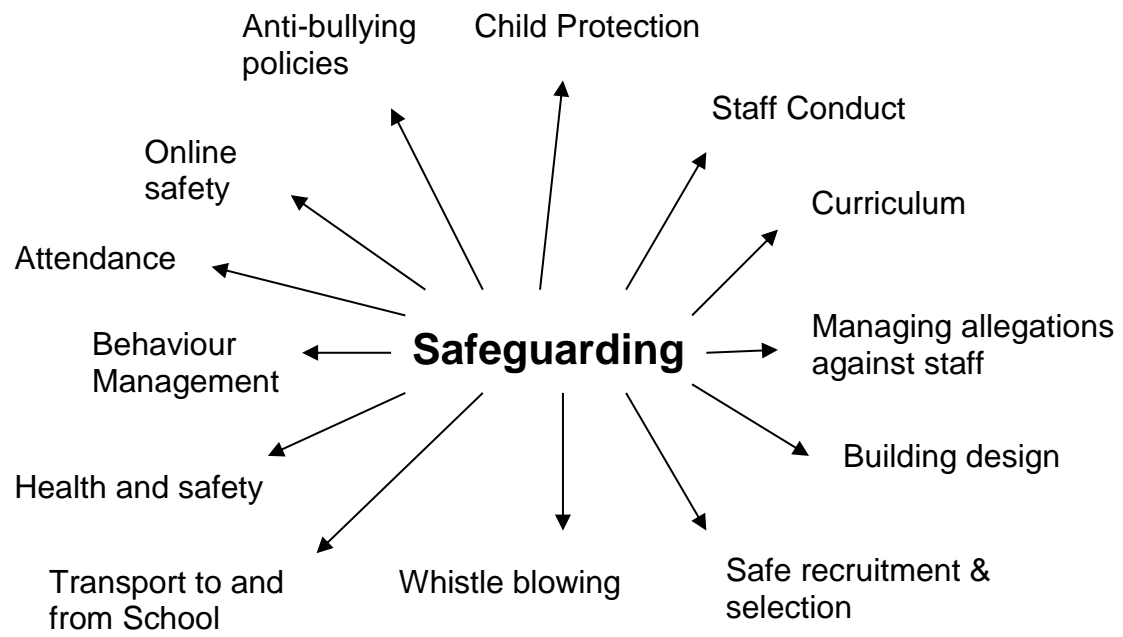 Anti-bullying
policies
Child Protection
Staff Conduct
Online
safety
Curriculum
Attendance
Safeguarding
Behaviour
Management
Managing allegations
against staff
Building design
Health and safety
Transport to and
from School
Whistle blowing
Safe recruitment &
selection